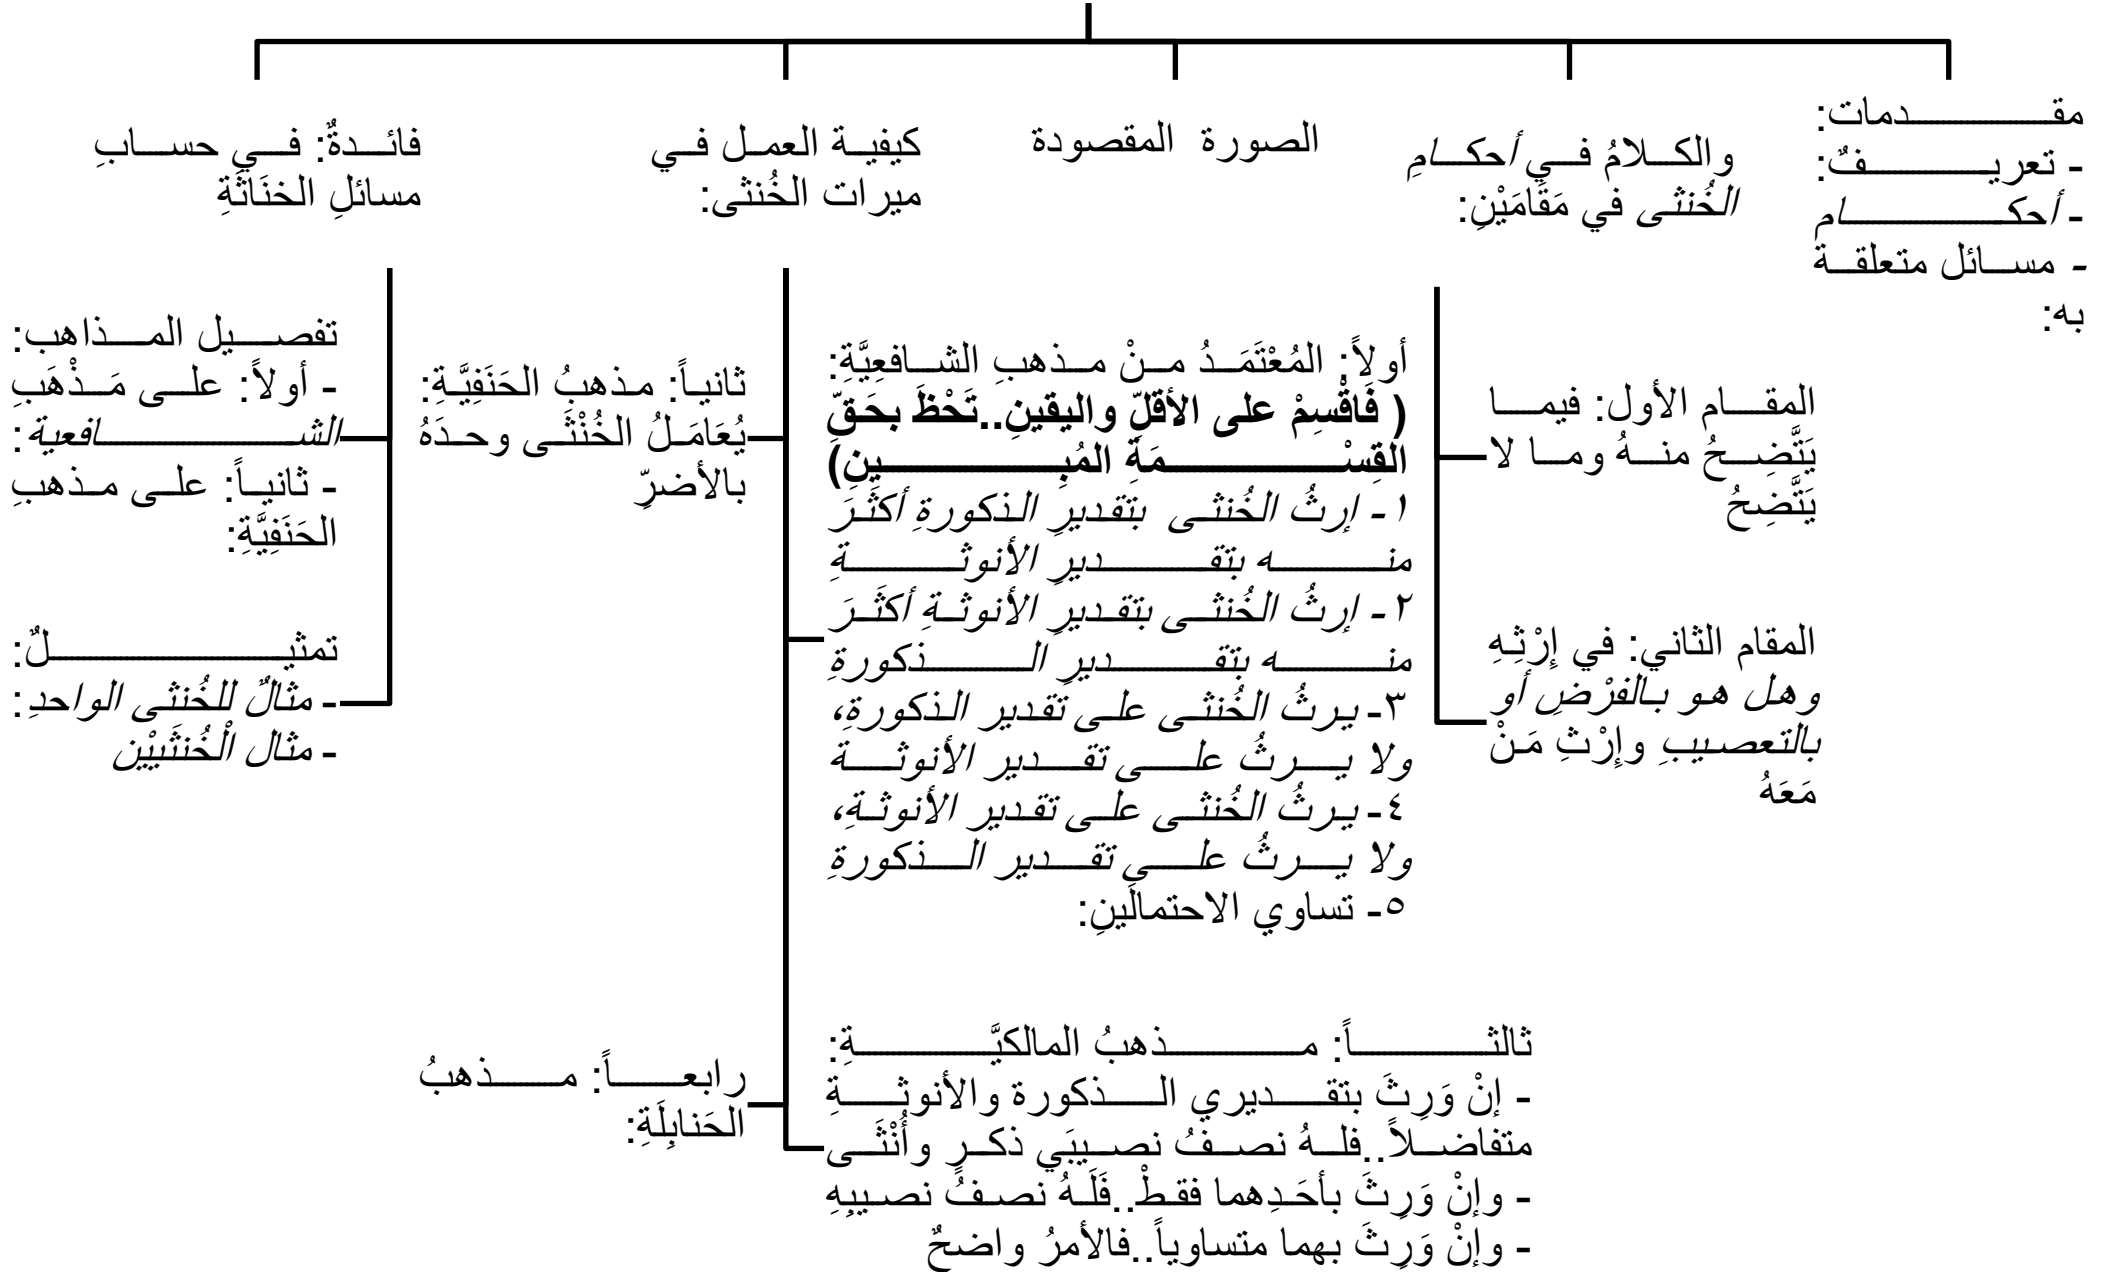 مقدمات:
- تعريفٌ:
- أحكام
- مسائل متعلقة
به:
والكلامُ في أحكامِ
الخُنثى في مَقَامَيْنِ:
الصورة المقصودة
كيفية العمل في
ميرات الخُنثى:
فائدةٌ: في حسابِ
مسائلِ الخنَاثَةِ
المقام الأول: فيما
يَتَّضِحُ منهُ وما لا
يَتَّضِحُ
المقام الثاني: في إِرْثِهِ
وهل هو بالفرْضِ أو
بالتعصيبِ وإِرْثِ مَنْ
مَعَهُ
أولاً: المُعْتَمَدُ منْ مذهبِ الشافعِيَّةِ:
( فَاقْسِمْ على الأقلّ واليقينِ..تَحْظَ بحَقّ
القِسْمَةِ المُبِينِ)
١- إرثُ الخُنثى بتقديرِ الذكورةِ أكثَرَ
منه بتقديرِ الأنوثةِ
٢- إرثُ الخُنثى بتقديرِ الأنوثةِ أكثَرَ
منه بتقديرِ الذكورةِ
٣- يرثُ الخُنثى على تقدير الذكورةِ،
ولا يرثُ على تقدير الأنوثة
٤- يرثُ الخُنثى على تقدير الأنوثةِ،
ولا يرثُ على تقدير الذكورةِ
٥- تساوي الاحتمالَينِ:
ثانياً: مذهبُ الحَنَفِيَّةِ:
يُعَامَلُ الخُنْثَى وحدَهُ
بالأضرِّ
ثالثاً: مذهبُ المالكيَّةِ:
- إنْ وَرِثَ بتقديري الذكورة والأنوثةِ
متفاضلاً..فلهُ نصفُ نصيبَي ذكرٍ وأُنْثَى
- وإنْ وَرِثَ بأحَدِهما فقطْ..فَلَهُ نصفُ نصيبِهِ
- وإنْ وَرِثَ بهما متساوياً..فالأمرُ واضحٌ
رابعاً: مذهبُ
الحَنابِلَةِ:
تفصيل المذاهب:
- أولاً: على مَذْهَبِ
الشافعية:
- ثانياً: على مذهبِ
الحَنَفِيَّةِ:
تمثيلٌ:
- مثالٌ للخُنثى الواحدِ:
- مثال الْخُنثَيَيْن